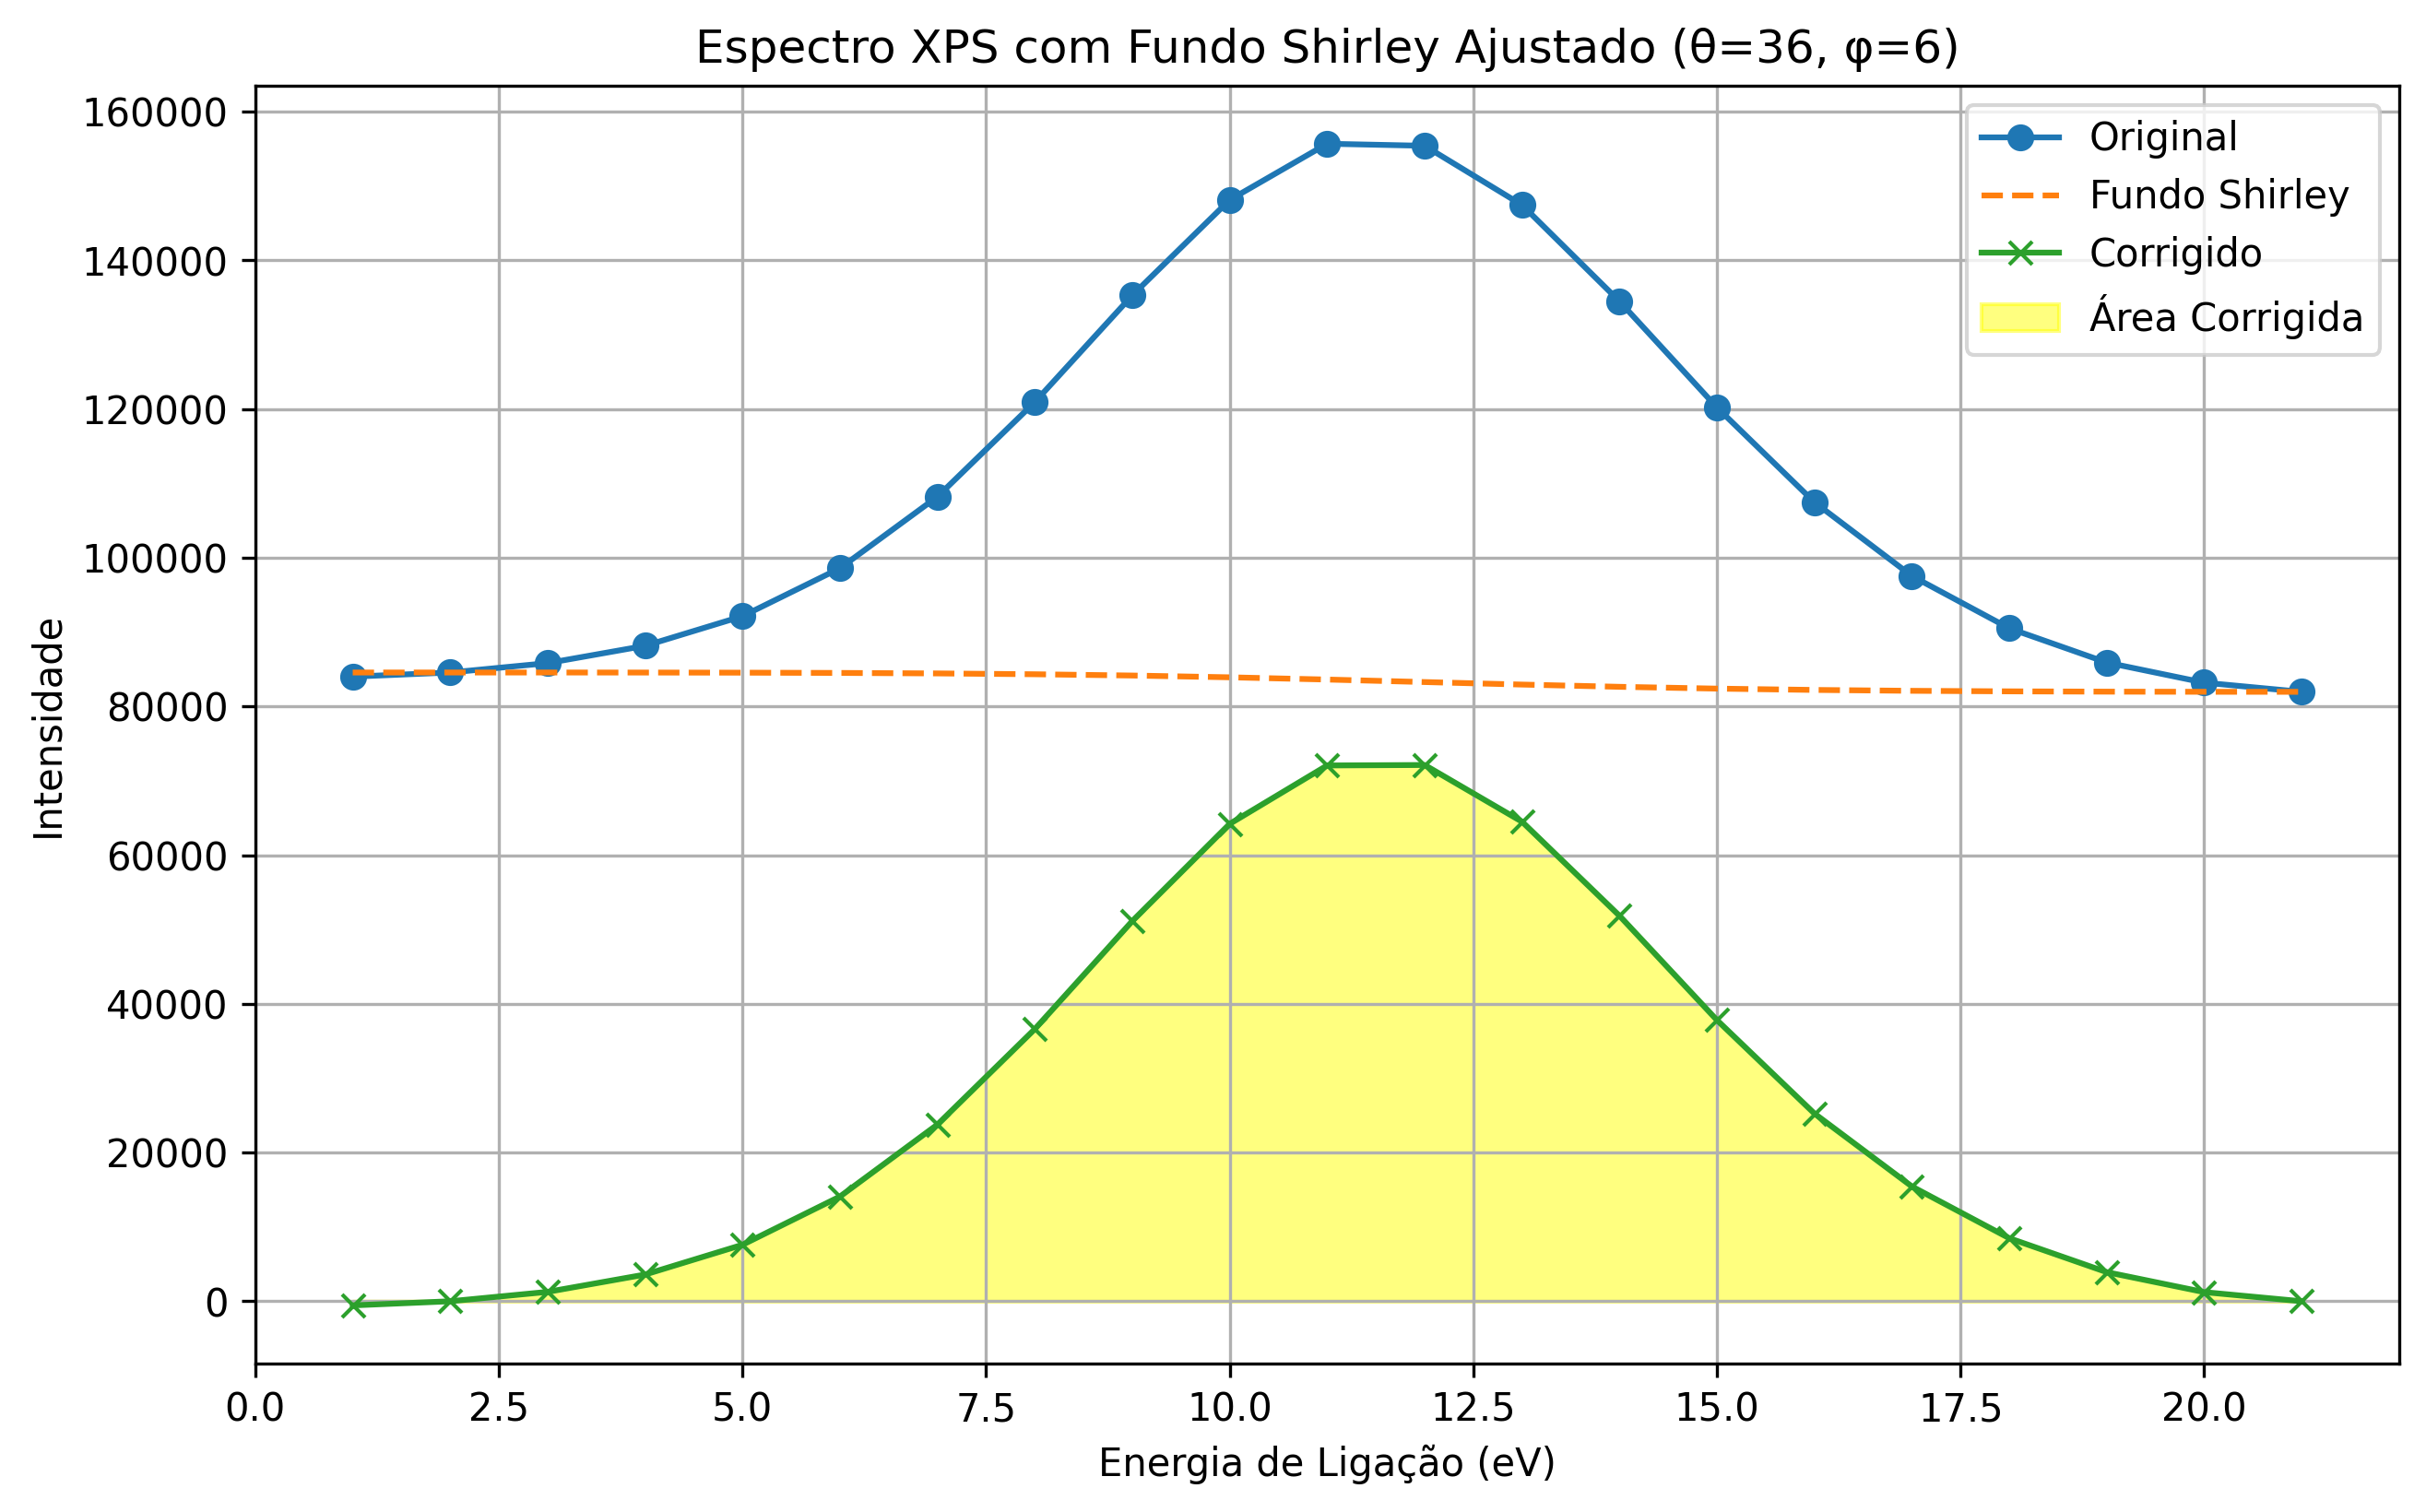 Espectro XPS com Fundo Shirley Ajustado (θ=36, φ=6)
160000
140000
120000
100000
80000
60000
40000
20000
0
Intensidade
Original
Fundo Shirley
Corrigido
Área Corrigida
0.0 2.5 5.0 7.5 10.0 12.5 15.0 17.5 20.0
Energia de Ligação (eV)